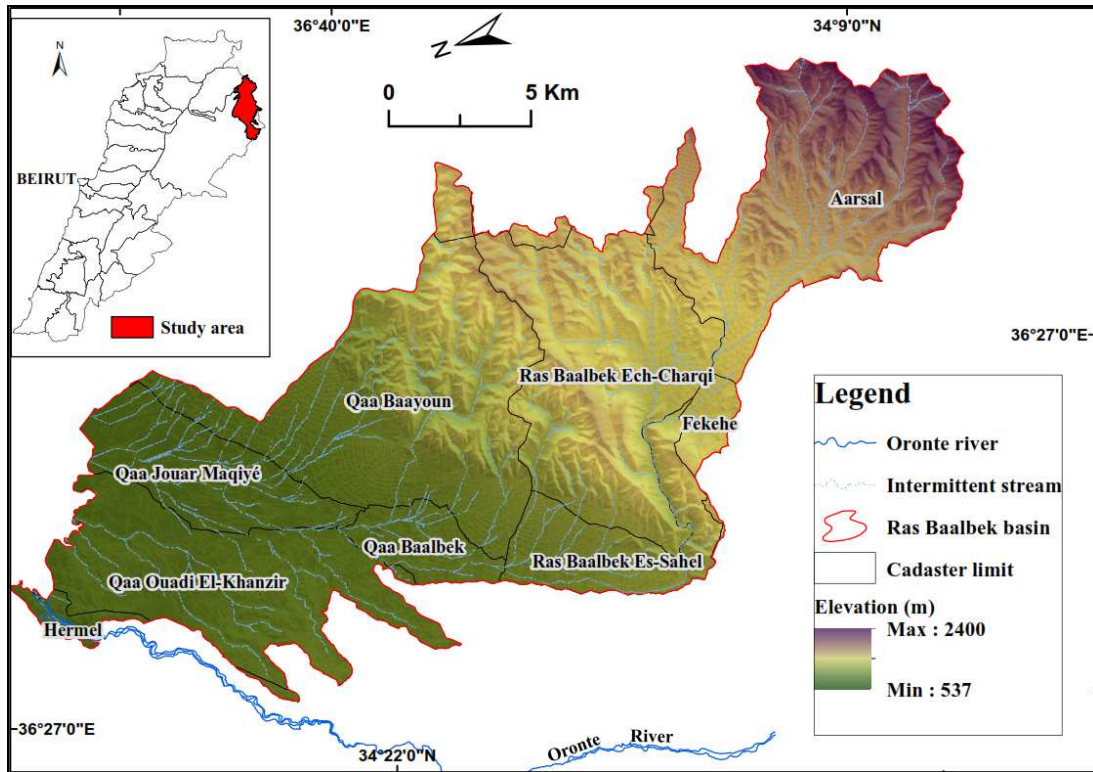 36°40'0"E
34°9'0"N
N
N
0
5 Km
BEIRUT
Study area
Aarsal
36°27'0"E
Ras Baalbek Ech-Charqi
Qaa Baayoun
Fekehe
Qaa Jouar Maqiyé
Qaa Baalbek
Ras Baalbek Es-Sahel
Qaa Ouadi El-Khanzir
Hermel
Legend
Oronte river
Intermittent stream
Ras Baalbek basin
Cadaster limit
Elevation (m)
Max : 2400
Min : 537
36°27'0"E
34°22'0"N
Oronte River